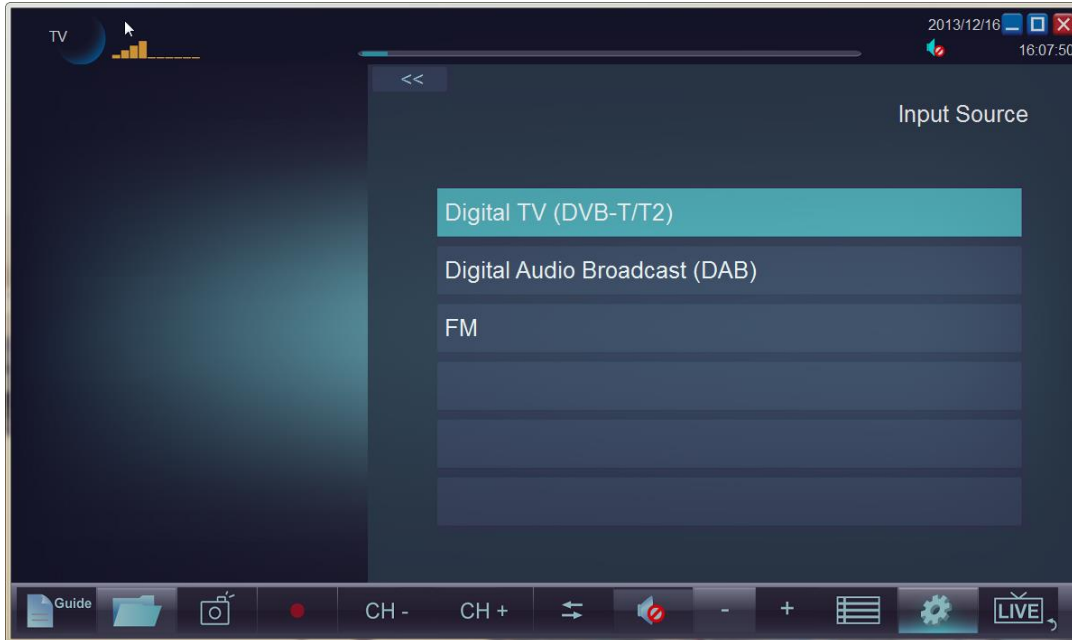 TV
2013/12/16
16:07:50
<<
Input Source
Digital TV (DVB-T/T2)
Digital Audio Broadcast (DAB)
FM
Guide
CH -
CH +
-
+
LIVE